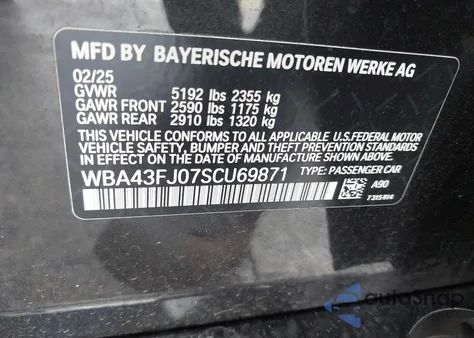 MFD BY BAYERISCHE MOTOREN WERKE AG
02/25
GVWR 5192 lbs 2355 kg
GAWR FRONT 2590 lbs 1175 kg
GAWR REAR 2910 lbs 1320 kg
THIS VEHICLE CONFORMS TO ALL APPLICABLE U.S.FEDERAL MOTOR
VEHICLE SAFETY, BUMPER, AND THEFT PREVENTION STANDARDS
IN EFFECT ON THE DATE OF MANUFACTURE SHOWN ABOVE.
WBA43FJ07SCU69871 TYPE: PASSENGER CAR
A90
7315814
autosnap